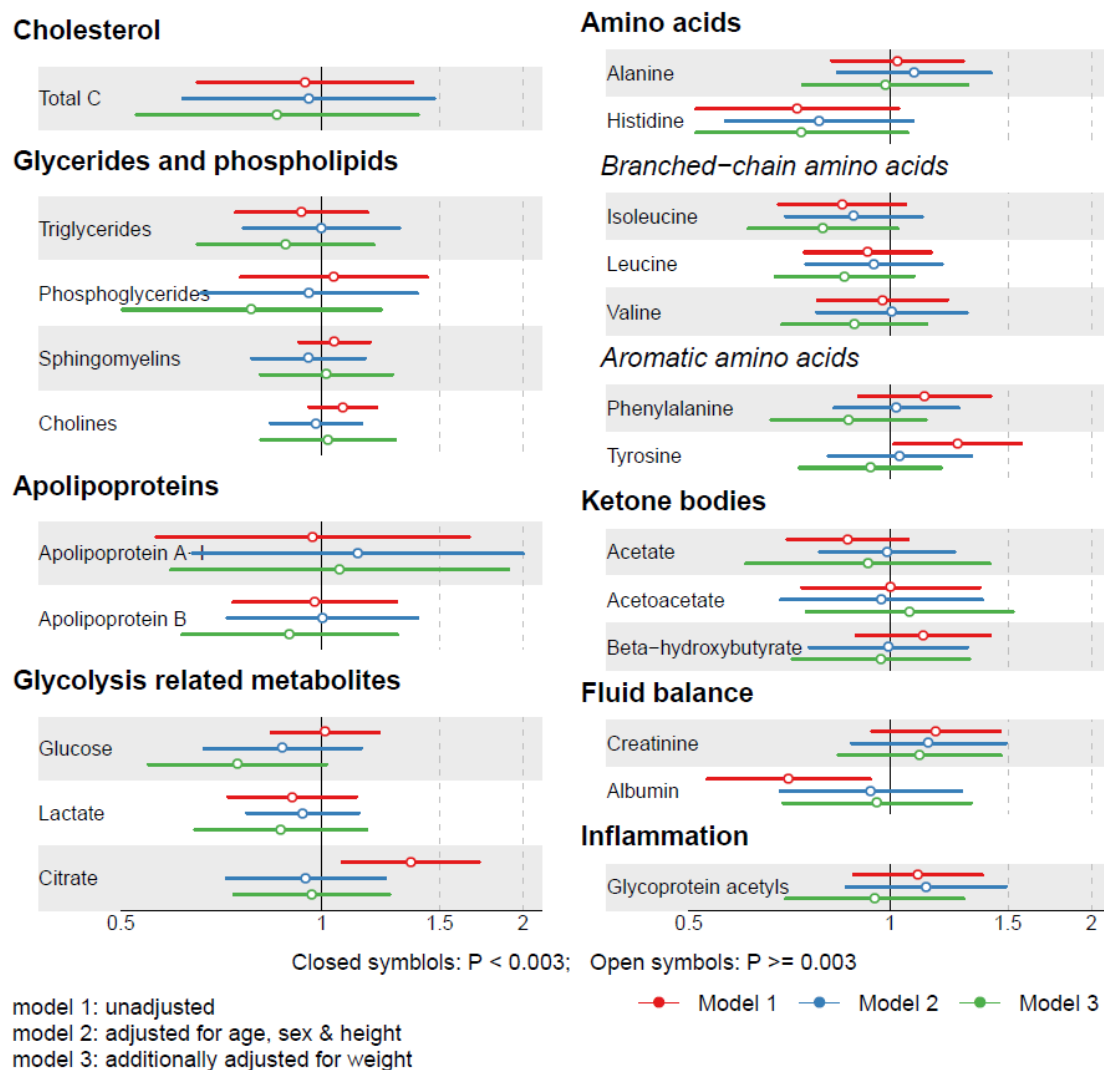 Cholesterol
Total C
Glycerides and phospholipids
Triglycerides
Phosphoglycerides
Sphingomyelins
Cholines
Apolipoproteins
Apolipoprotein A-I
Apolipoprotein B
Glycolysis related metabolites
Glucose
Lactate
Citrate
0.5 1 1.5 2
Amino acids
Alanine
Histidine
Branched-chain amino acids
Isoleucine
Leucine
Valine
Aromatic amino acids
Phenylalanine
Tyrosine
Ketone bodies
Acetate
Acetoacetate
Beta-hydroxybutyrate
Fluid balance
Creatinine
Albumin
Inflammation
Glycoprotein acetyls
0.5 1 1.5 2
Closed symblols: P < 0.003; Open symbols: P >= 0.003
Model 1 Model 2 Model 3
model 1: unadjusted
model 2: adjusted for age, sex & height
model 3: additionally adjusted for weight